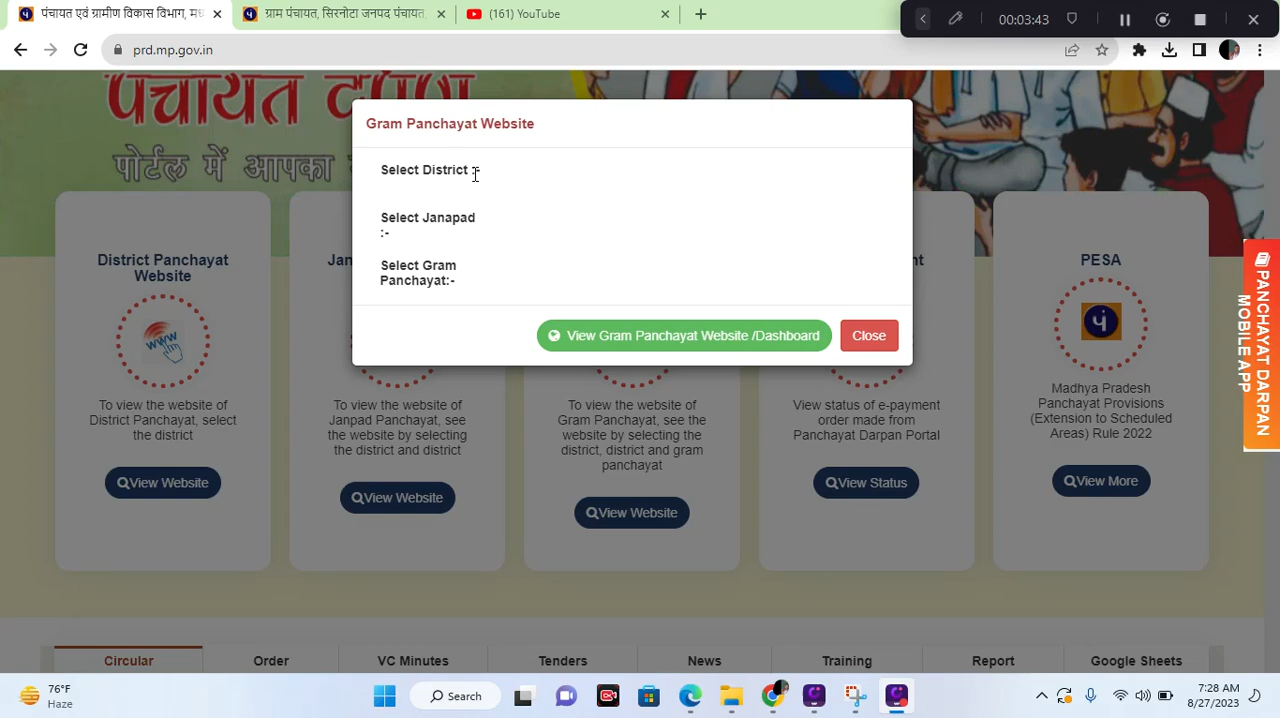 पंचायत एवं ग्रामीण विकास विभाग, मध
ग्राम पंचायत, सिरनोटा जनपद पंचायत,
(161) YouTube
00:03:43
prd.mp.gov.in
पंचायत दर्पण
पोर्टल में आपका
Gram Panchayat Website
Select District :-
Select Janapad
:-
Select Gram
Panchayat:-
View Gram Panchayat Website /Dashboard
Close
District Panchayat
Website
To view the website of
District Panchayat, select
the district
View Website
Jan
To view the website of
Janpad Panchayat, see
the website by selecting
the district and district
View Website
To view the website of
Gram Panchayat, see the
website by selecting the
district, district and gram
panchayat
View Website
ent
View status of e-payment
order made from
Panchayat Darpan Portal
View Status
PESA
Madhya Pradesh
Panchayat Provisions
(Extension to Scheduled
Areas) Rule 2022
View More
PANCHAYAT DARPAN
MOBILE APP
Circular
Order
VC Minutes
Tenders
News
Training
Report
Google Sheets
76°F
Haze
Search
7:28 AM
8/27/2023